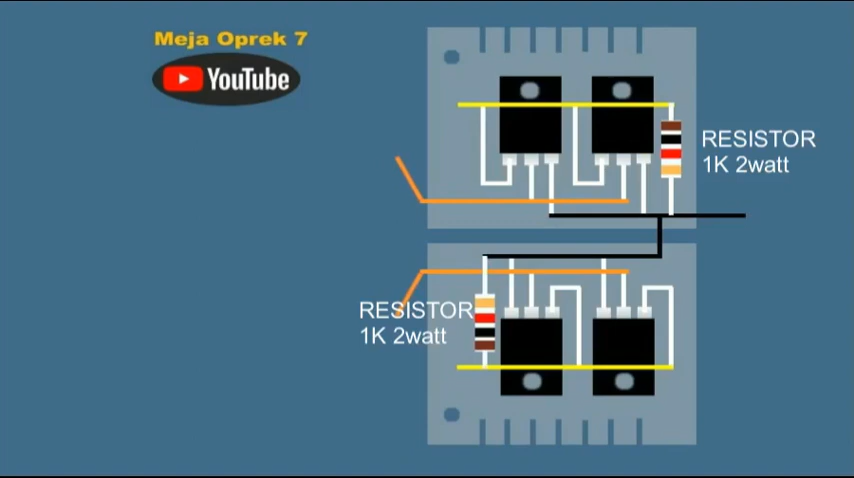 Meja Oprek 7
YouTube
RESISTOR
1K 2watt
RESISTOR
1K 2watt